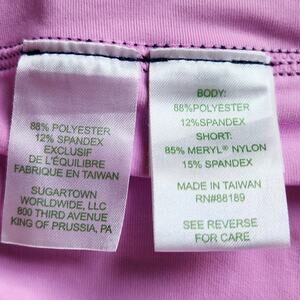 88% POLYESTER
12% SPANDEX
EXCLUSIF
DE L'ÉQUILIBRE
FABRIQUE EN TAIWAN
SUGARTOWN
WORLDWIDE, LLC
800 THIRD AVENUE
KING OF PRUSSIA, PA
BODY:
88%POLYESTER
12%SPANDEX
SHORT:
85% MERYL® NYLON
15% SPANDEX
MADE IN TAIWAN
RN#88189
SEE REVERSE
FOR CARE